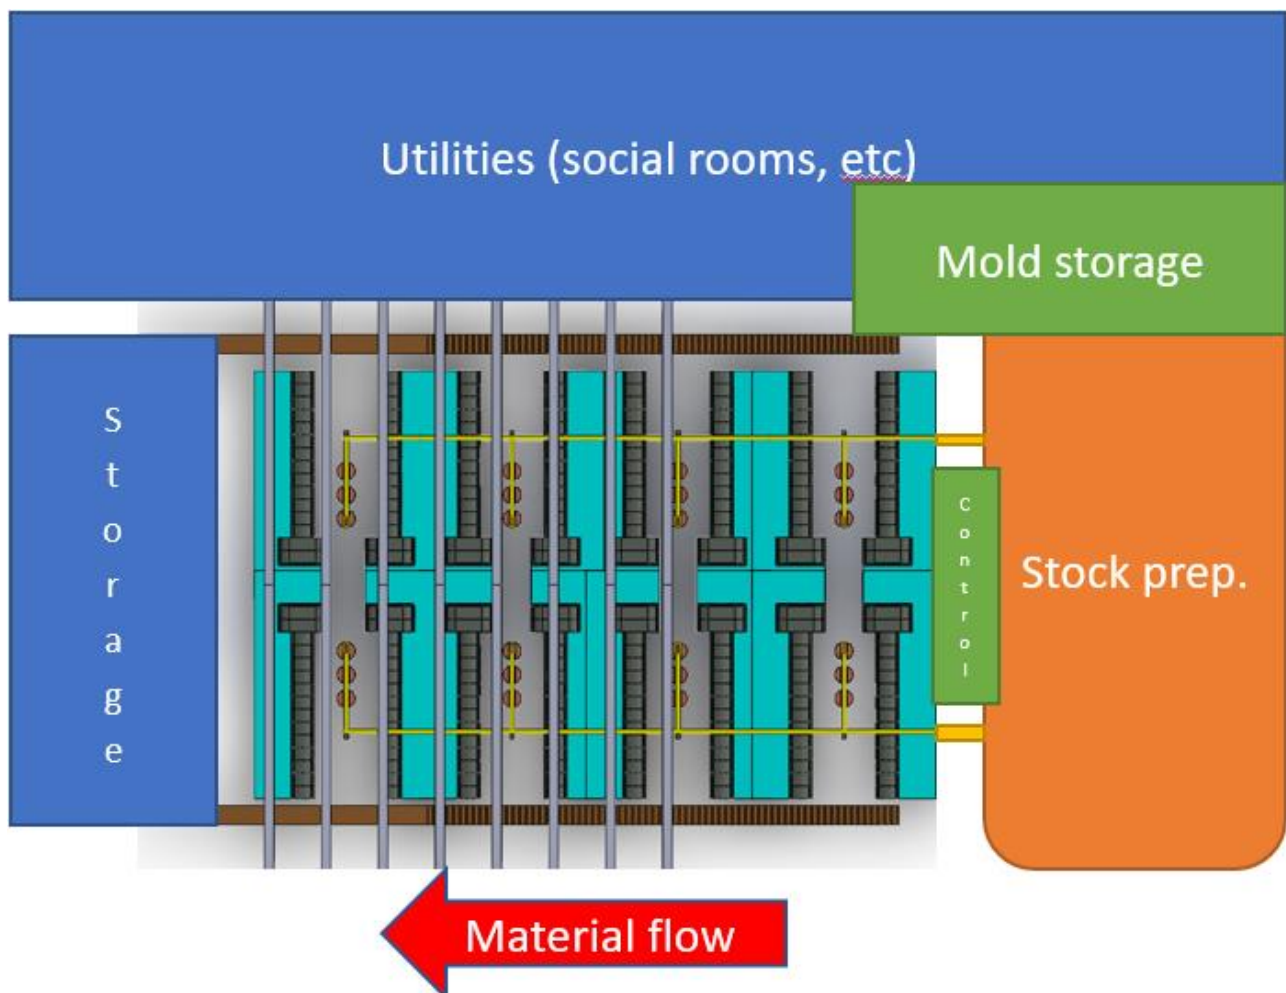 Utilities (social rooms, etc)
Mold storage
Storage
Control
Stock prep.
Material flow